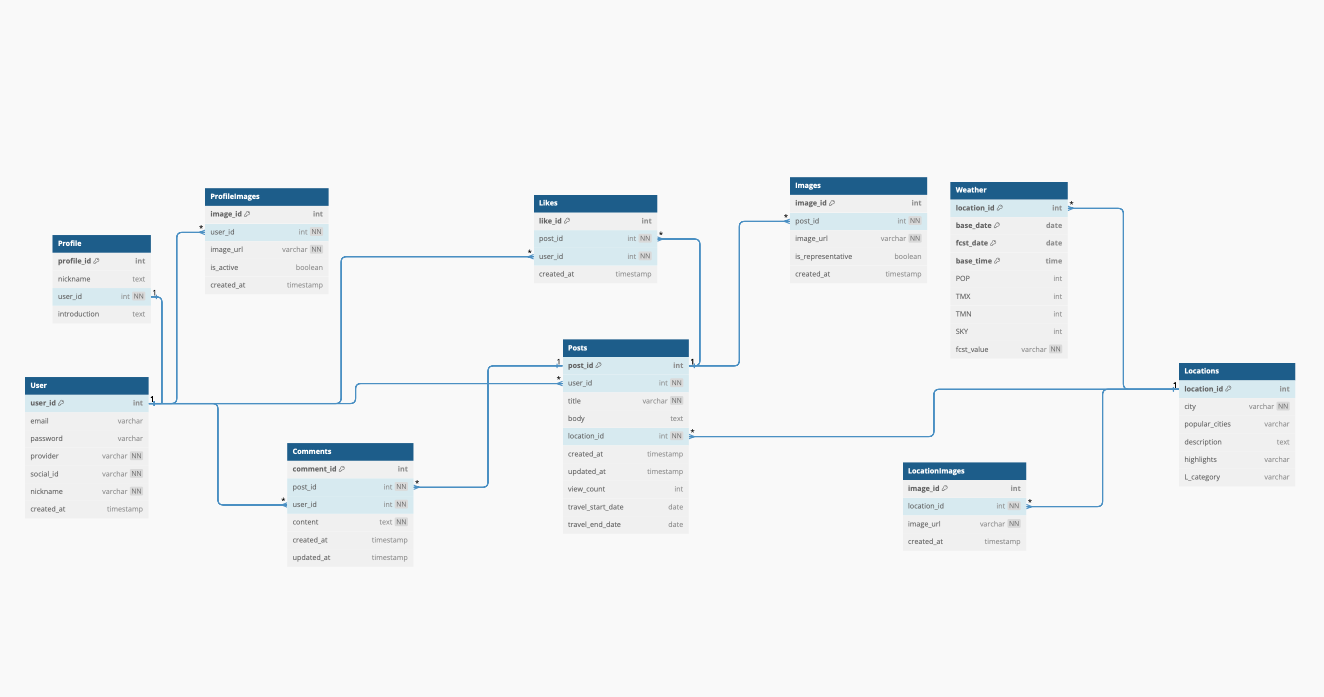 ProfileImages
image_id int
user_id int NN
image_url varchar NN
is_active boolean
created_at timestamp
Profile
profile_id int
nickname text
user_id int NN
introduction text
User
user_id int
email varchar
password varchar
provider varchar NN
social_id varchar NN
nickname varchar NN
created_at timestamp
Comments
comment_id int
post_id int NN
user_id int NN
content text NN
created_at timestamp
updated_at timestamp
Likes
like_id int
post_id int NN
user_id int NN
created_at timestamp
Posts
post_id int
user_id int NN
title varchar NN
body text
location_id int NN
created_at timestamp
updated_at timestamp
view_count int
travel_start_date date
travel_end_date date
Images
image_id int
post_id int NN
image_url varchar NN
is_representative boolean
created_at timestamp
Weather
location_id int
base_date date
fcst_date date
base_time time
POP int
TMX int
TMN int
SKY int
fcst_value varchar NN
LocationImages
image_id int
location_id int NN
image_url varchar NN
created_at timestamp
Locations
location_id int
city varchar NN
popular_cities varchar
description text
highlights varchar
L_category varchar
1
1
1
1
1
*
*
*
*
*
*
*
*
*